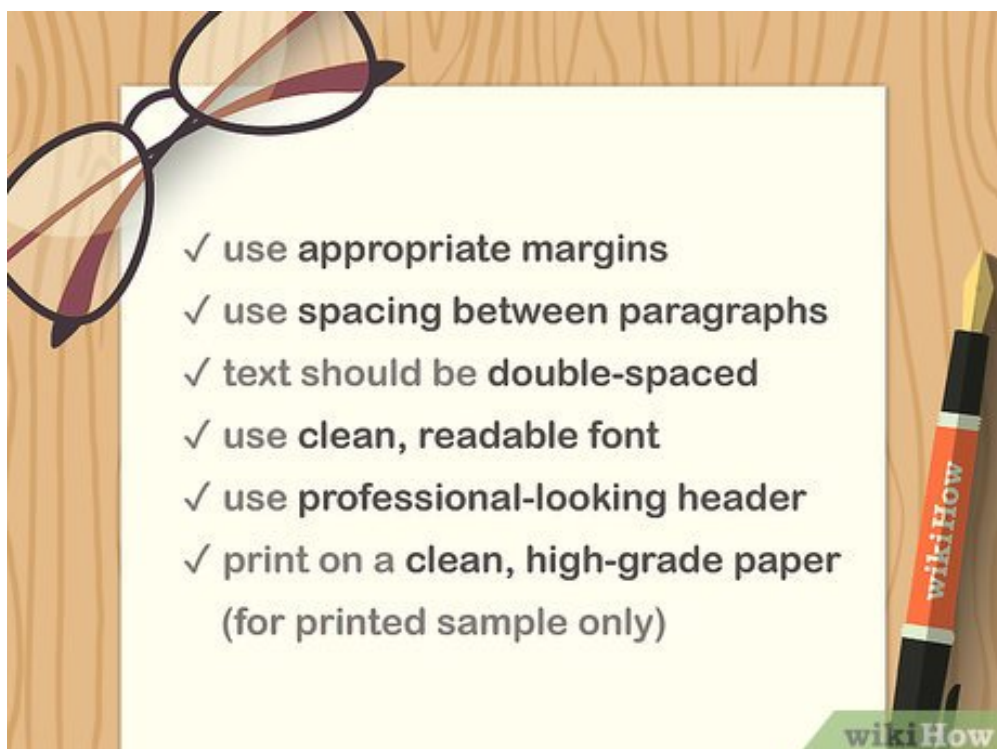 ✓ use appropriate margins
✓ use spacing between paragraphs
✓ text should be double-spaced
✓ use clean, readable font
✓ use professional-looking header
✓ print on a clean, high-grade paper
(for printed sample only)
wikiHow
wikiHow